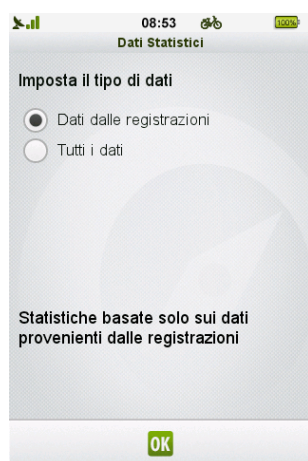 08:53
100%
Dati Statistici
Imposta il tipo di dati
Dati dalle registrazioni
Tutti i dati
Statistiche basate solo sui dati
provenienti dalle registrazioni
OK